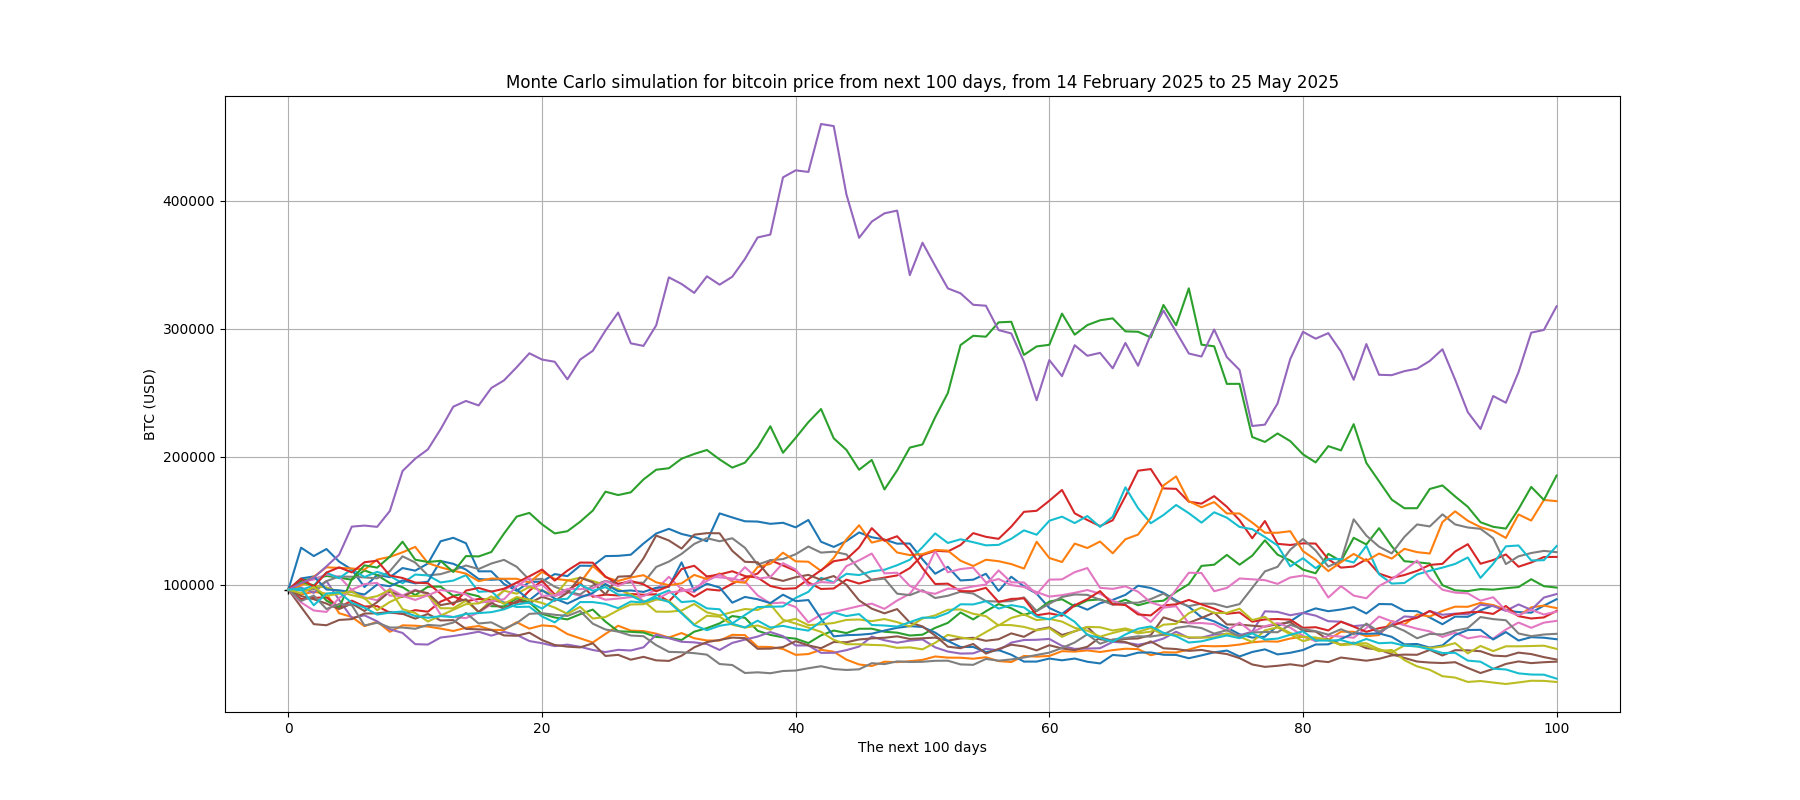 Monte Carlo simulation for bitcoin price from next 100 days, from 14 February 2025 to 25 May 2025
400000
300000
200000
100000
BTC (USD)
0 20 40 60 80 100
The next 100 days